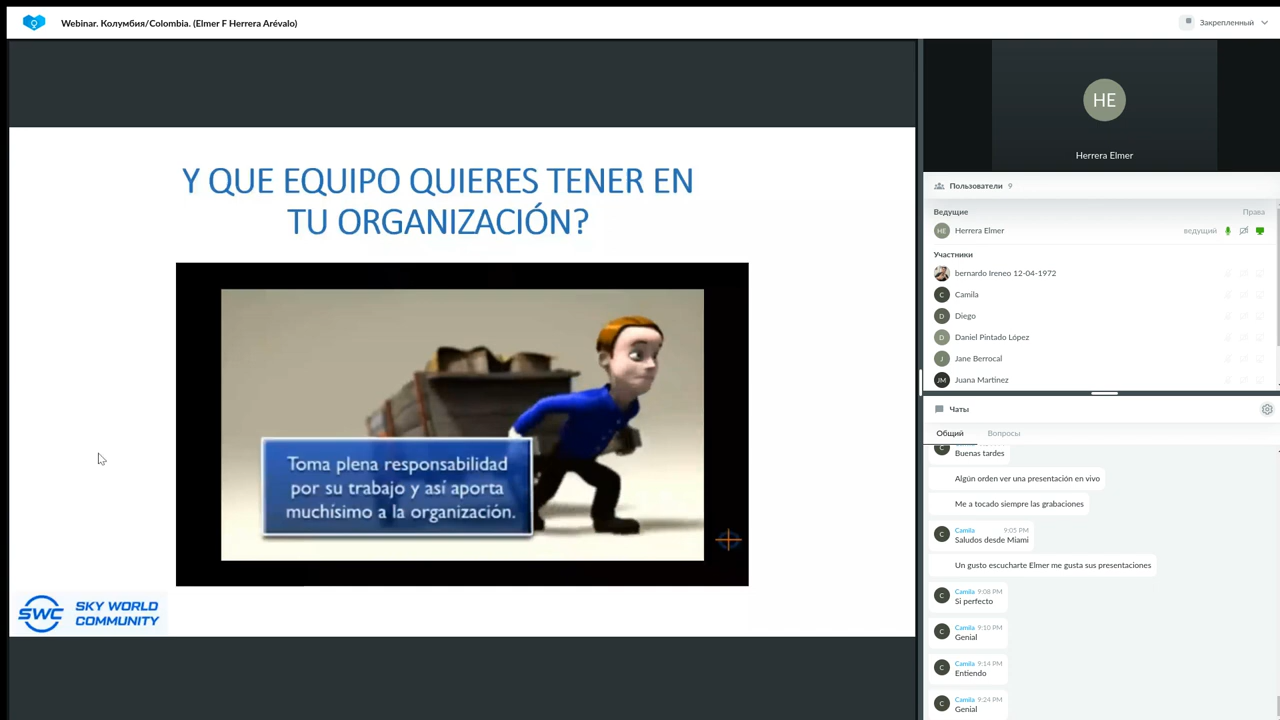 Webinar. Колумбия/Colombia. (Elmer F Herrera Arévalo)
Закрепленный
Y QUE EQUIPO QUIERES TENER EN
TU ORGANIZACIÓN?
Toma plena responsabilidad
por su trabajo y así aporta
muchísimo a la organización.
SWC
SKY WORLD
COMMUNITY
HE
Herrera Elmer
Пользователи 9
Ведущие
Права
HE
Herrera Elmer
ведущий
Участники
bernardo Ireneo 12-04-1972
C
Camila
D
Diego
D
Daniel Pintado López
J
Jane Berrocal
JM
Juana Martinez
Чаты
Общий
Вопросы
Buenas tardes
Algún orden ver una presentación en vivo
Me a tocado siempre las grabaciones
C
Camila 9:05 PM
Saludos desde Miami
Un gusto escucharte Elmer me gusta sus presentaciones
C
Camila 9:08 PM
Si perfecto
C
Camila 9:10 PM
Genial
C
Camila 9:14 PM
Entiendo
C
Camila 9:24 PM
Genial